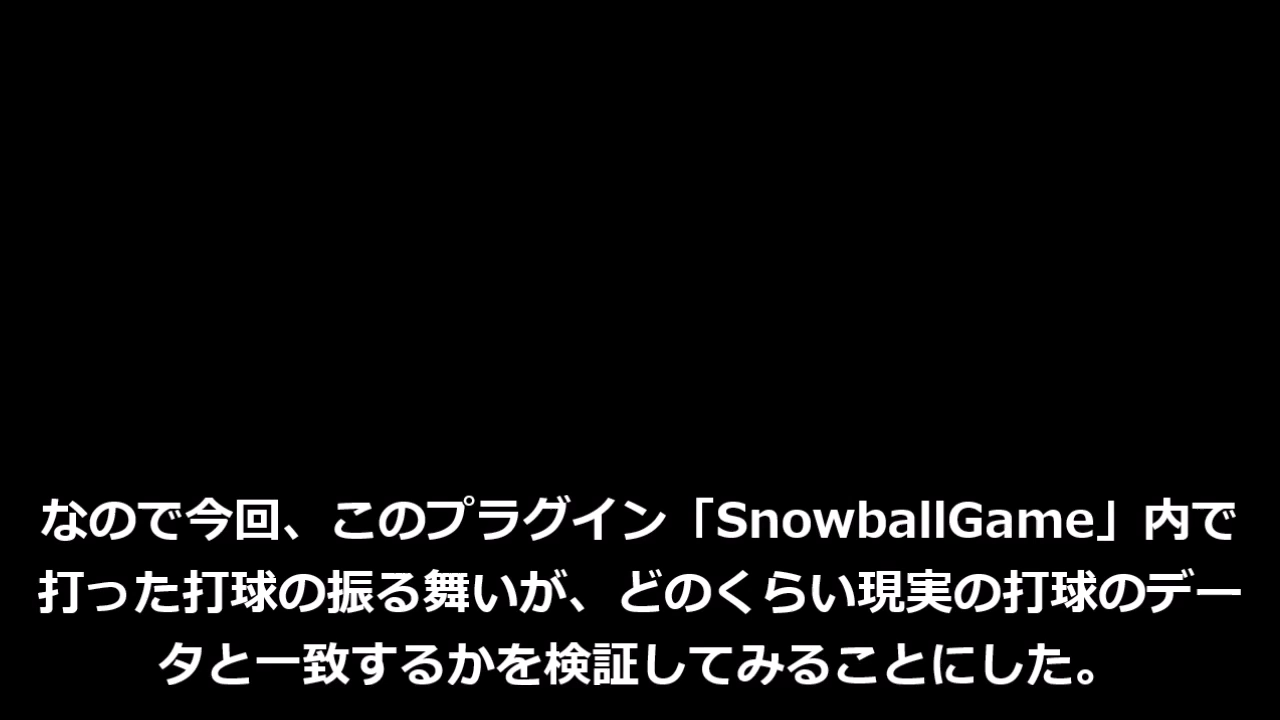 なので今回、このプラグイン「SnowballGame」内で
打った打球の振る舞いが、どのくらい現実の打球のデー
タと一致するかを検証してみることにした。